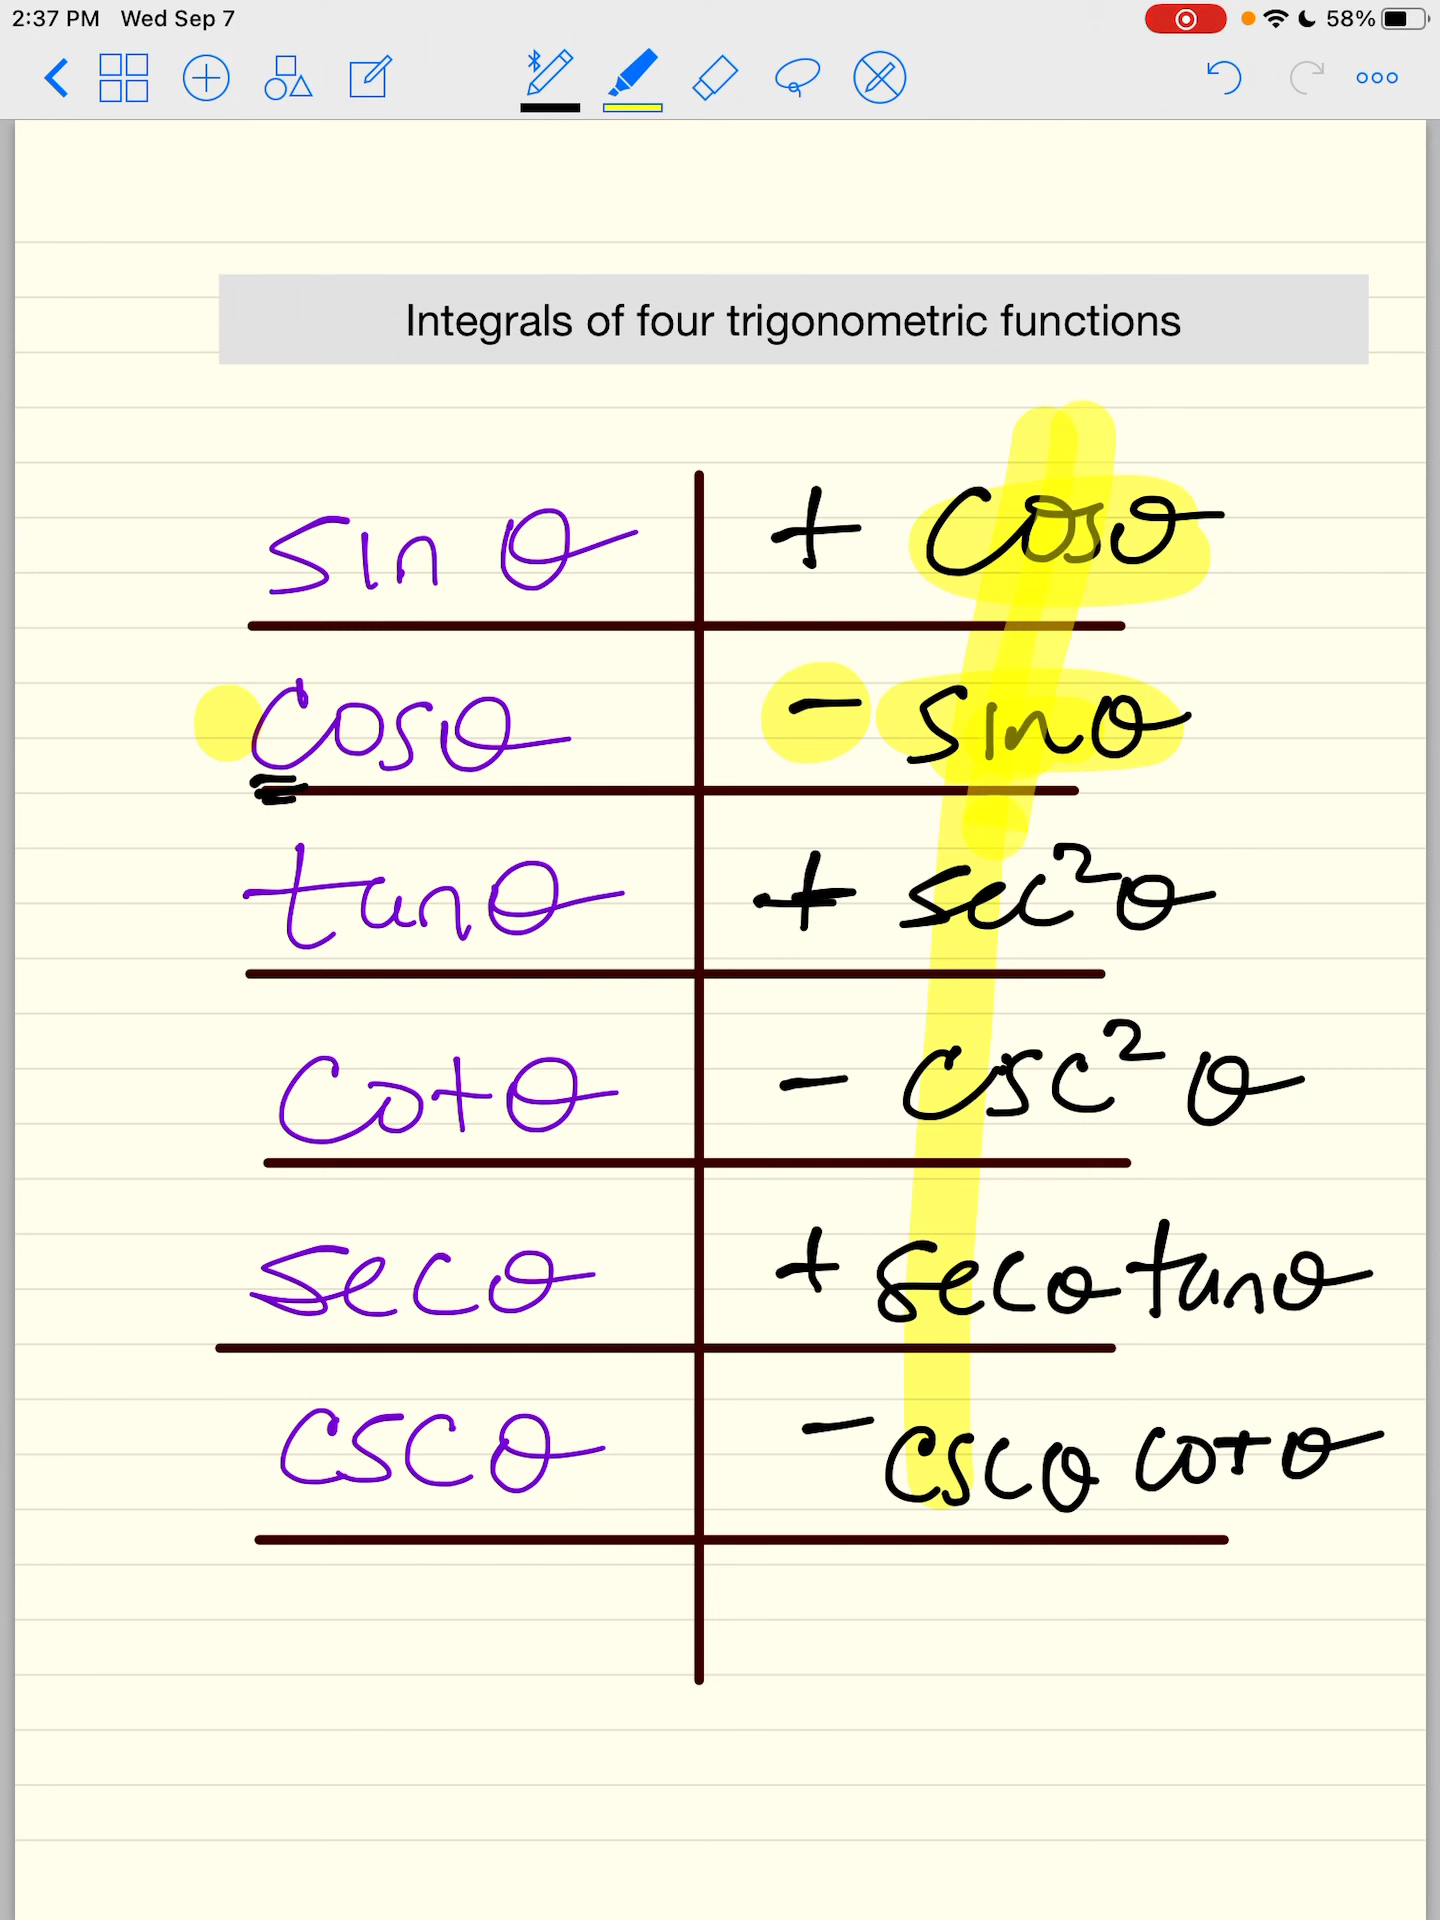 2:37 PM Wed Sep 7 58%
Integrals of four trigonometric functions
sin θ + cosθ
cosθ - sinθ
tanθ + sec²θ
cotθ - csc² θ
secθ + secθ tanθ
cscθ - cscθ cotθ